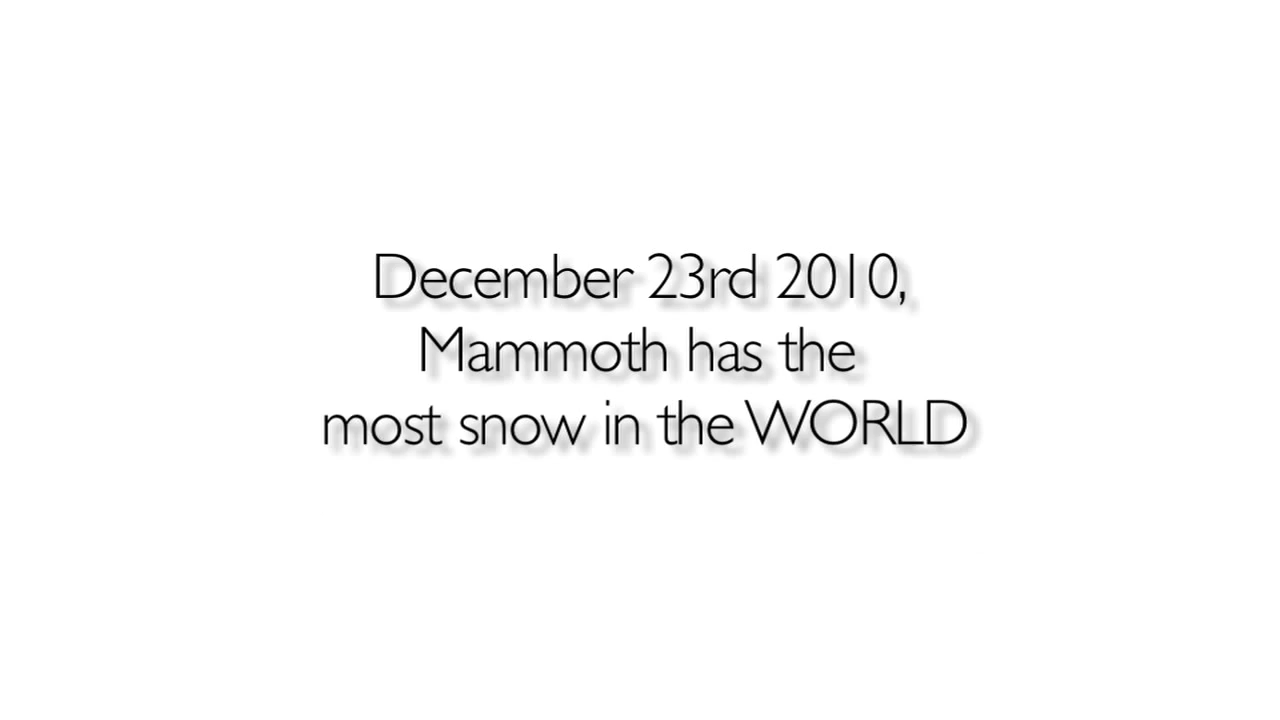 December 23rd 2010,
Mammoth has the
most snow in the WORLD